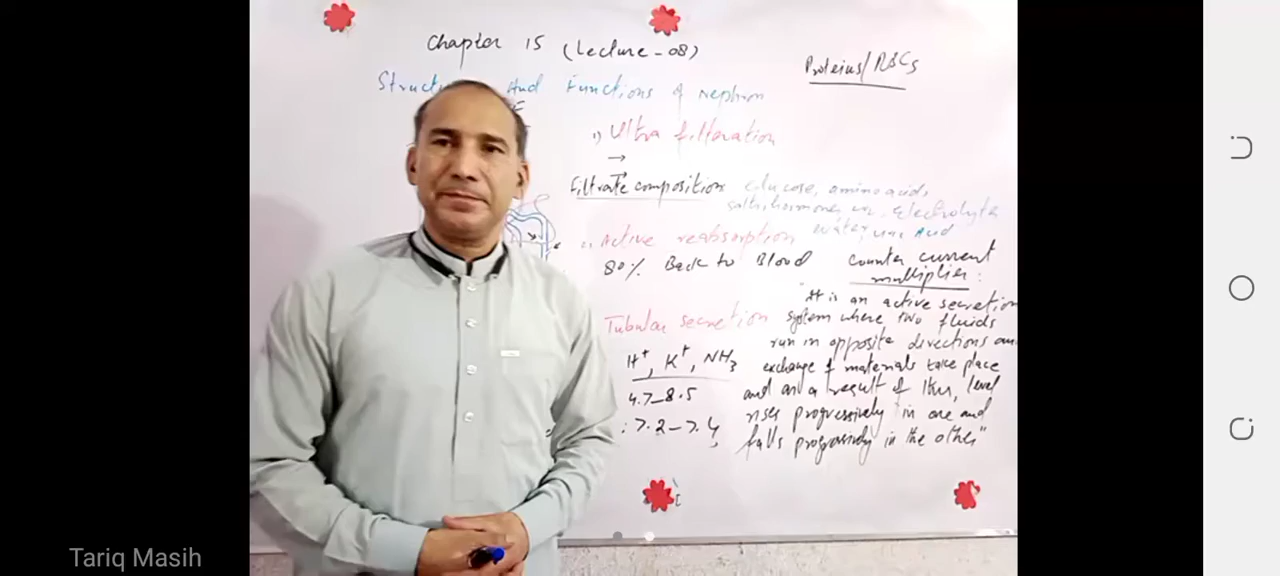 Chapter 15 (Lecture - 08)
Proteins/RBCs
Struct And Functions of Nephron
1) Ultra filteration
Filtrate composition Glucose, amino acids,
salts, hormones Electrolyte
water, uric Acid
Active reabsorption
80% Back to Blood
counter current
multiplier:
"It is an active secretion
Tubular secretion system where two fluids
run in opposite directions an
H+, K+, NH3 exchange of materials take place
4.7-8.5 and as a result of level
: 7.2-7.4 rises progressively in one and
falls progressively in the other"
Tariq Masih